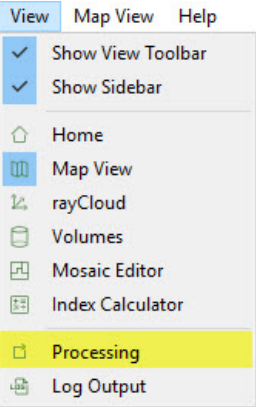 View Map View Help
Show View Toolbar
Show Sidebar
Home
Map View
rayCloud
Volumes
Mosaic Editor
Index Calculator
Processing
Log Output